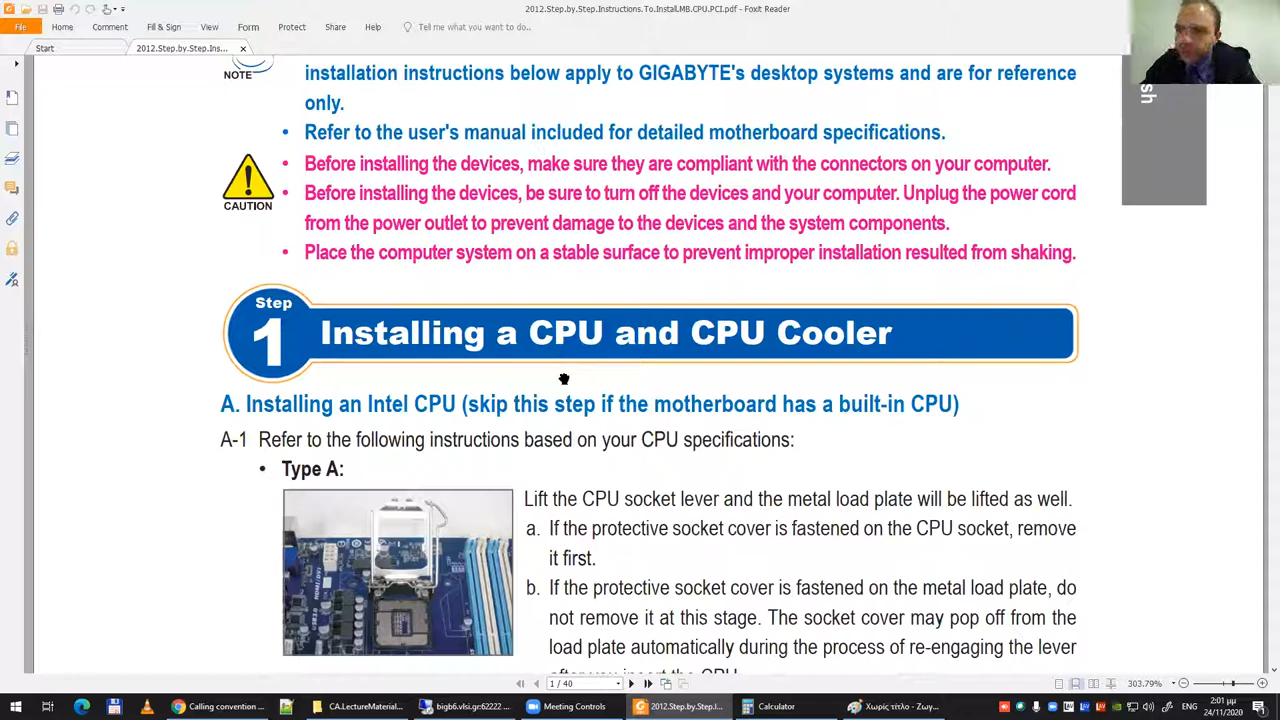 2012.Step.by.Step.Instructions.To.Install.MB.CPU.PCI.pdf - Foxit Reader
File Home Comment Fill & Sign View Form Protect Share Help Tell me what you want to do..
Start 2012.Step.by.Step.Ins...
installation instructions below apply to GIGABYTE's desktop systems and are for reference
NOTE
only.
• Refer to the user's manual included for detailed motherboard specifications.
• Before installing the devices, make sure they are compliant with the connectors on your computer.
• Before installing the devices, be sure to turn off the devices and your computer. Unplug the power cord
CAUTION
from the power outlet to prevent damage to the devices and the system components.
• Place the computer system on a stable surface to prevent improper installation resulted from shaking.
Step
1 Installing a CPU and CPU Cooler
A. Installing an Intel CPU (skip this step if the motherboard has a built-in CPU)
A-1 Refer to the following instructions based on your CPU specifications:
• Type A:
Lift the CPU socket lever and the metal load plate will be lifted as well.
a. If the protective socket cover is fastened on the CPU socket, remove
it first.
b. If the protective socket cover is fastened on the metal load plate, do
not remove it at this stage. The socket cover may pop off from the
load plate automatically during the process of re-engaging the lever
after you insert the CPU.
1 / 40 303.79%
Calling convention ... CA.LectureMaterial... bigb6.vlsi.gr:62222 ... Meeting Controls 2012.Step.by.Step.I... Calculator Χωρίς τίτλο - Ζωγ...
2:01 μμ
24/11/2020